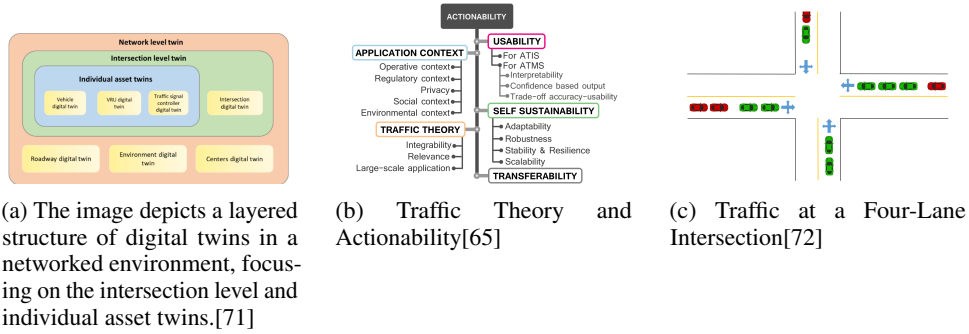 Network level twin
Intersection level twin
Individual asset twins
Vehicle
digital twin
VRU digital
twin
Traffic signal
controller
digital twin
Intersection
digital twin
Roadway digital twin
Environment digital
twin
Centers digital twin
(a) The image depicts a layered
structure of digital twins in a
networked environment, focus-
ing on the intersection level and
individual asset twins.[71]
ACTIONABILITY
USABILITY
For ATIS
For ATMS
Interpretability
Confidence based output
Trade-off accuracy-usability
APPLICATION CONTEXT
Operative context
Regulatory context
Privacy
Social context
Environmental context
SELF SUSTAINABILITY
Adaptability
Robustness
Stability & Resilience
Scalability
TRAFFIC THEORY
Integrability
Relevance
Large-scale application
TRANSFERABILITY
(b) Traffic Theory and
Actionability[65]
(c) Traffic at a Four-Lane
Intersection[72]